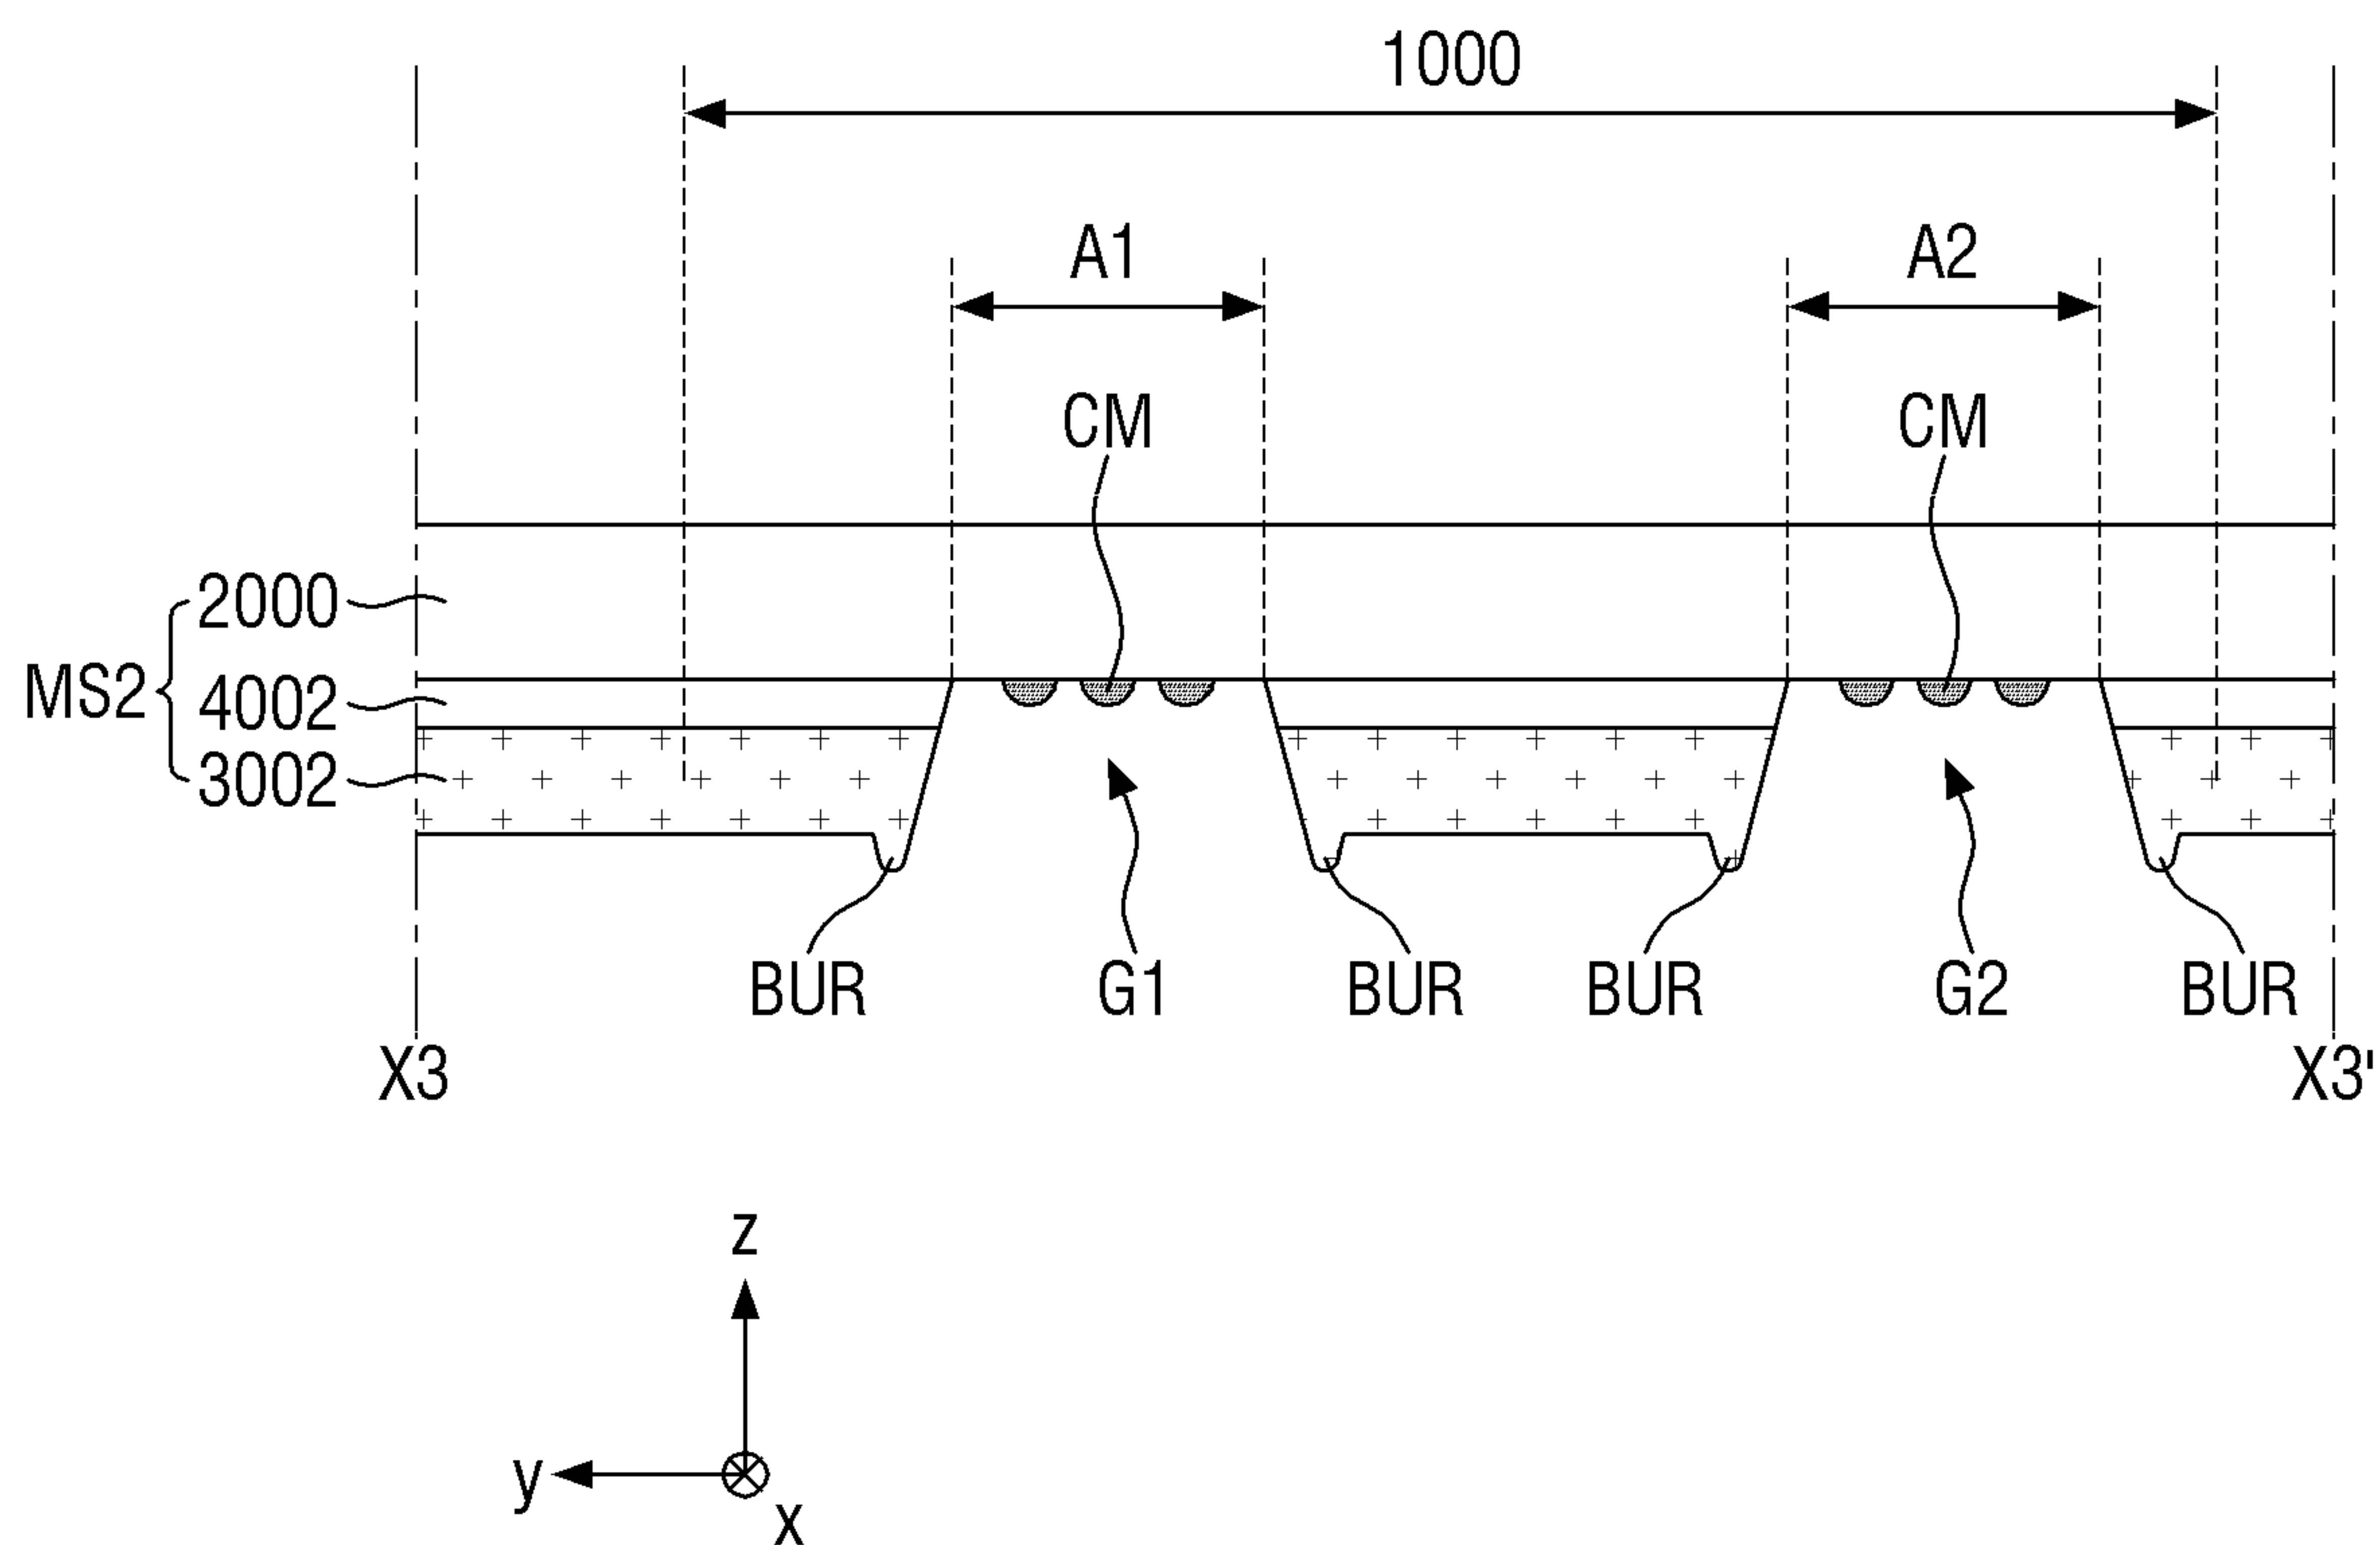 1000
A1 A2
CM CM
2000
MS2 4002
3002
BUR G1 BUR BUR G2 BUR
X3 X3'
z
y
x